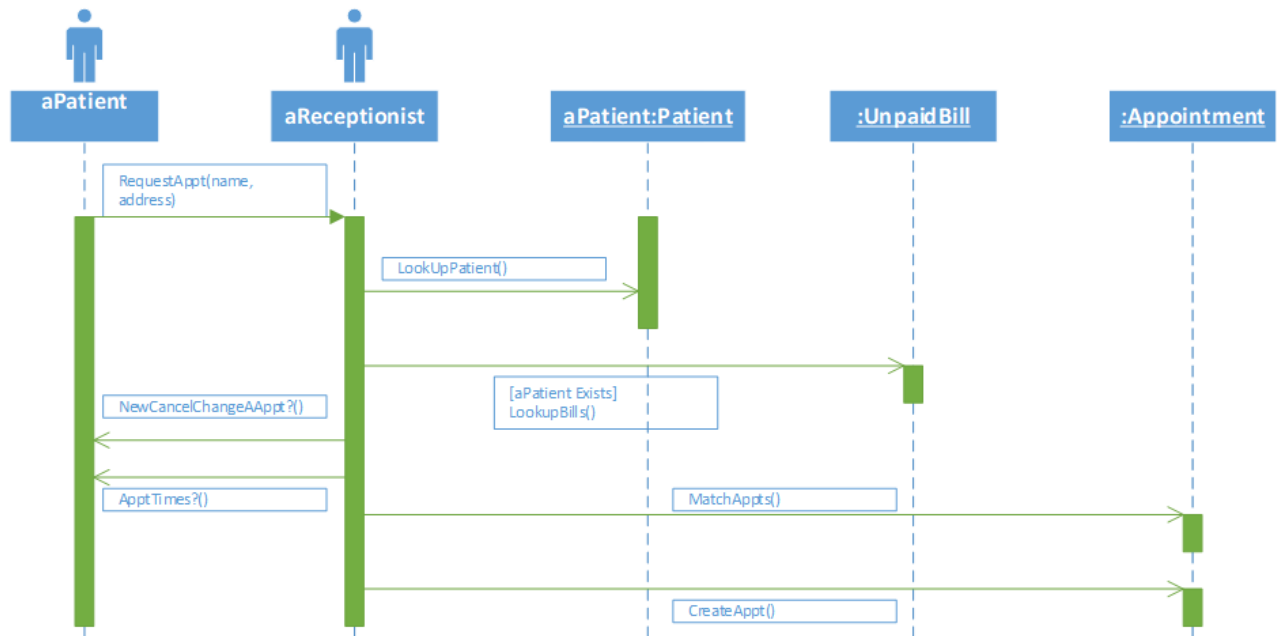 aPatient
aReceptionist
aPatient:Patient
:UnpaidBill
:Appointment
RequestAppt(name,
address)
LookUpPatient()
[aPatient Exists]
LookupBills()
NewCancelChangeAAppt?()
ApptTimes?()
MatchAppts()
CreateAppt()